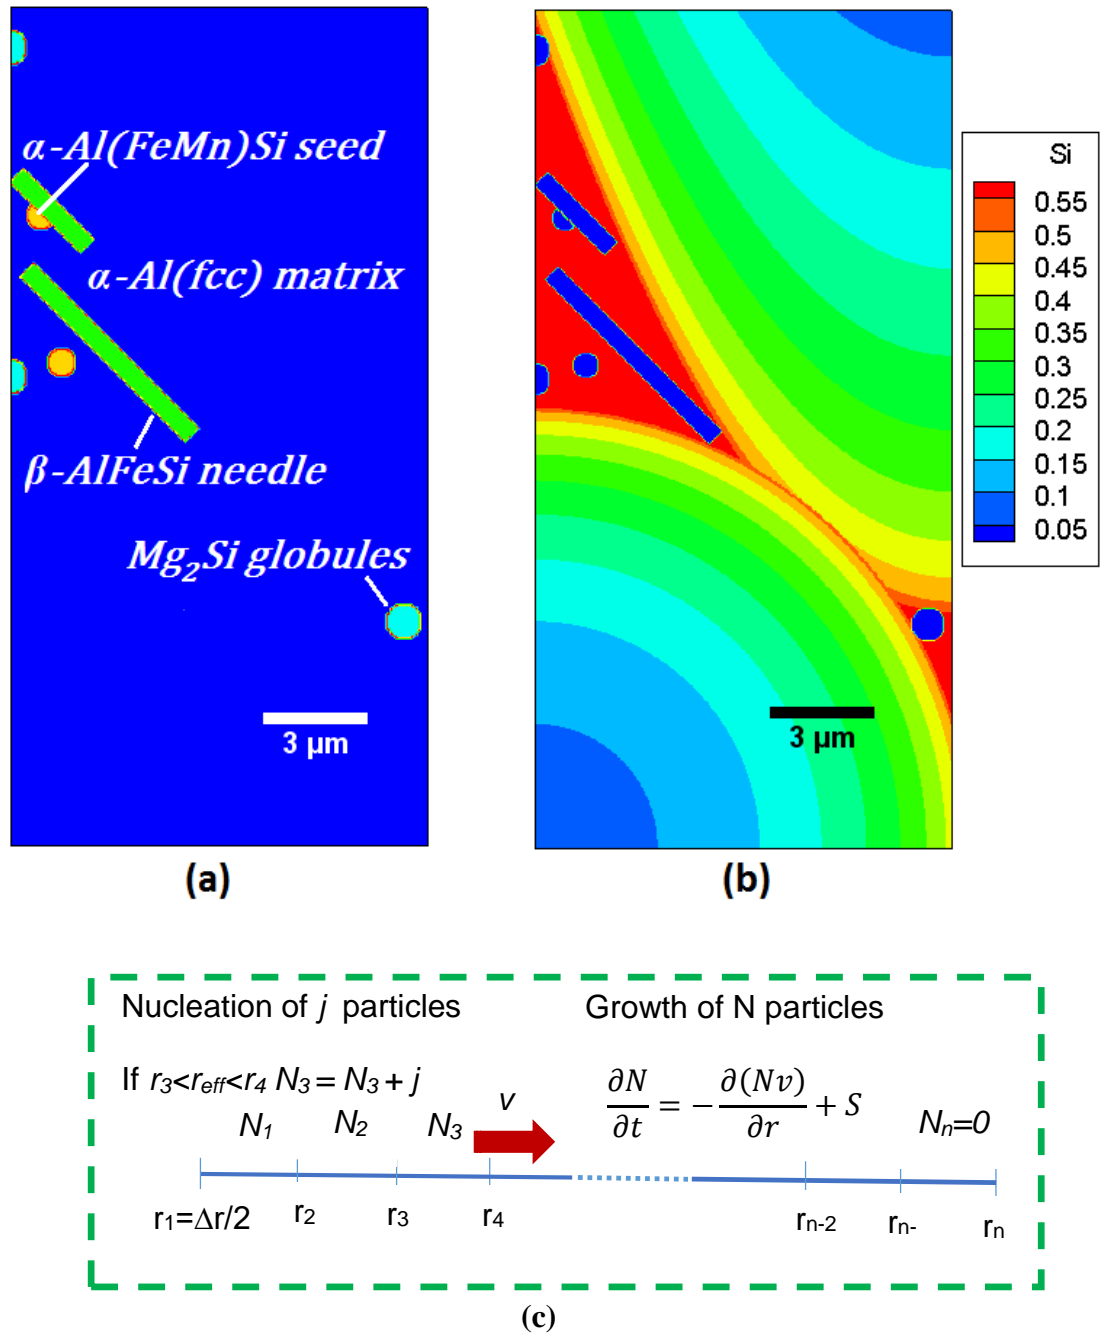 α-Al(FeMn)Si seed
α-Al(fcc) matrix
β-AlFeSi needle
Mg₂Si globules
3 μm
(a)
3 μm
(b)
Si
0.55
0.5
0.45
0.4
0.35
0.3
0.25
0.2
0.15
0.1
0.05
Nucleation of j particles
Growth of N particles
If r₃<r_eff<r₄ N₃ = N₃ + j
∂N/∂t = −∂(Nv)/∂r + S
v
N₁ N₂ N₃
Nₙ=0
r₁=Δr/2 r₂ r₃ r₄ rₙ₋₂ rₙ₋ rₙ
(c)